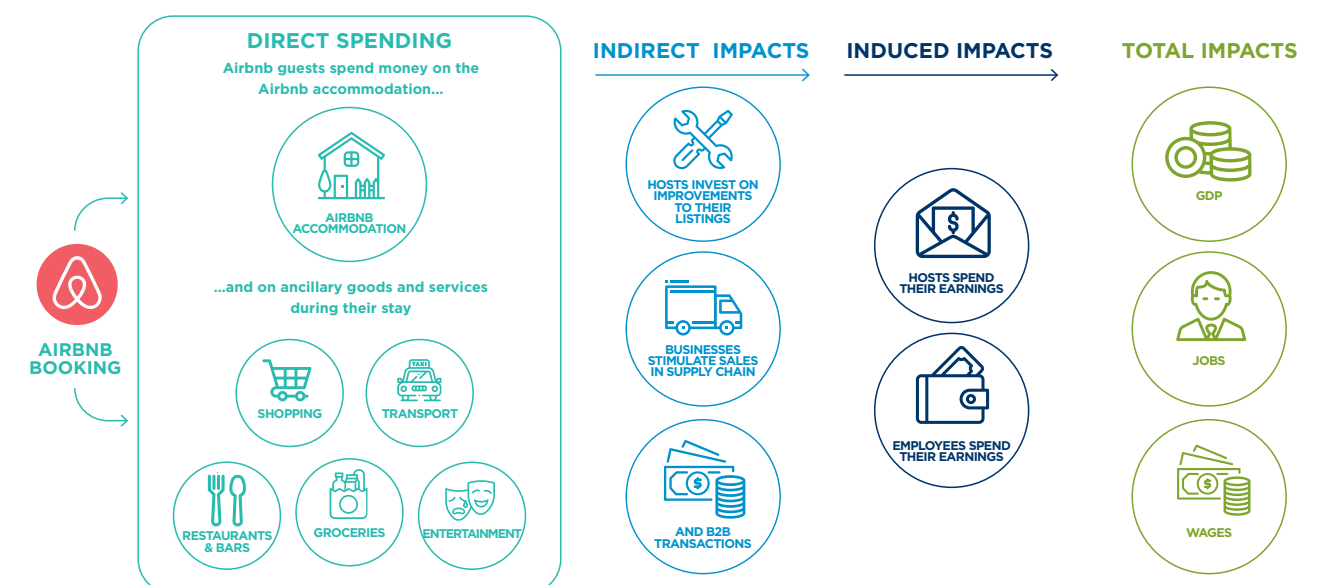 AIRBNB
BOOKING
DIRECT SPENDING
Airbnb guests spend money on the
Airbnb accommodation...
AIRBNB
ACCOMMODATION
...and on ancillary goods and services
during their stay
SHOPPING
TAXI
TRANSPORT
RESTAURANTS
& BARS
GROCERIES
ENTERTAINMENT
INDIRECT IMPACTS
HOSTS INVEST ON
IMPROVEMENTS
TO THEIR
LISTINGS
BUSINESSES
STIMULATE SALES
IN SUPPLY CHAIN
$
AND B2B
TRANSACTIONS
INDUCED IMPACTS
$
HOSTS SPEND
THEIR EARNINGS
EMPLOYEES SPEND
THEIR EARNINGS
TOTAL IMPACTS
GDP
JOBS
$
WAGES